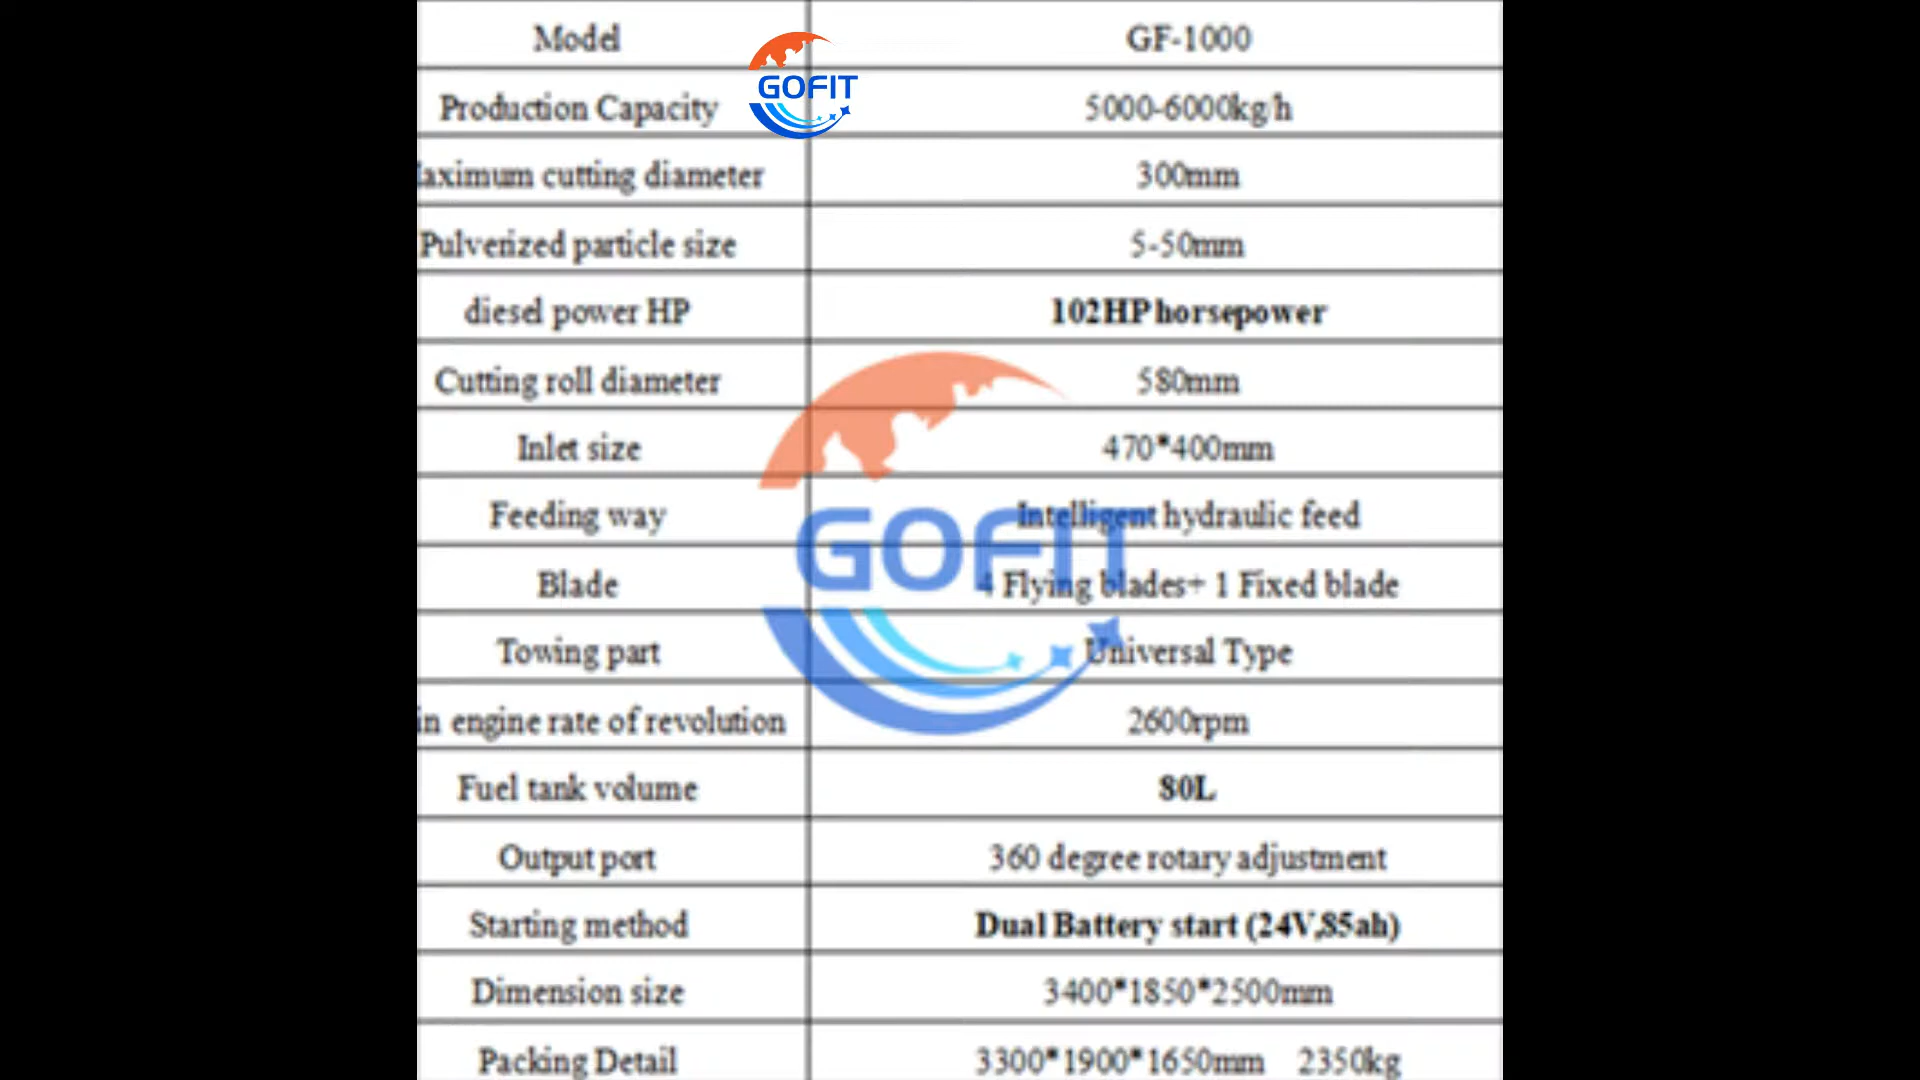 Model GF-1000
GOFIT
Production Capacity 5000-6000kg/h
aximum cutting diameter 300mm
Pulverized particle size 5-50mm
diesel power HP 102HP horsepower
Cutting roll diameter 580mm
Inlet size 470*400mm
Feeding way Intelligent hydraulic feed
GOFIT
Blade 4 Flying blades+ 1 Fixed blade
Towing part Universal Type
in engine rate of revolution 2600rpm
Fuel tank volume 80L
Output port 360 degree rotary adjustment
Starting method Dual Battery start (24V,85ah)
Dimension size 3400*1850*2500mm
Packing Detail 3300*1900*1650mm 2350kg